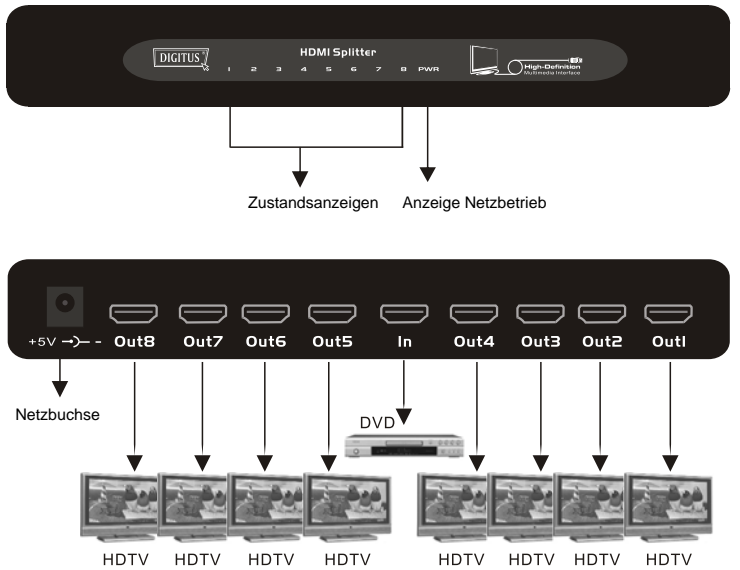 DIGITUS
HDMI Splitter
1 2 3 4 5 6 7 8 PWR
High-Definition
Multimedia Interface
Zustandsanzeigen
Anzeige Netzbetrieb
+5V -
Out8 Out7 Out6 Out5 In Out4 Out3 Out2 Out1
Netzbuchse
DVD
HDTV HDTV HDTV HDTV HDTV HDTV HDTV HDTV